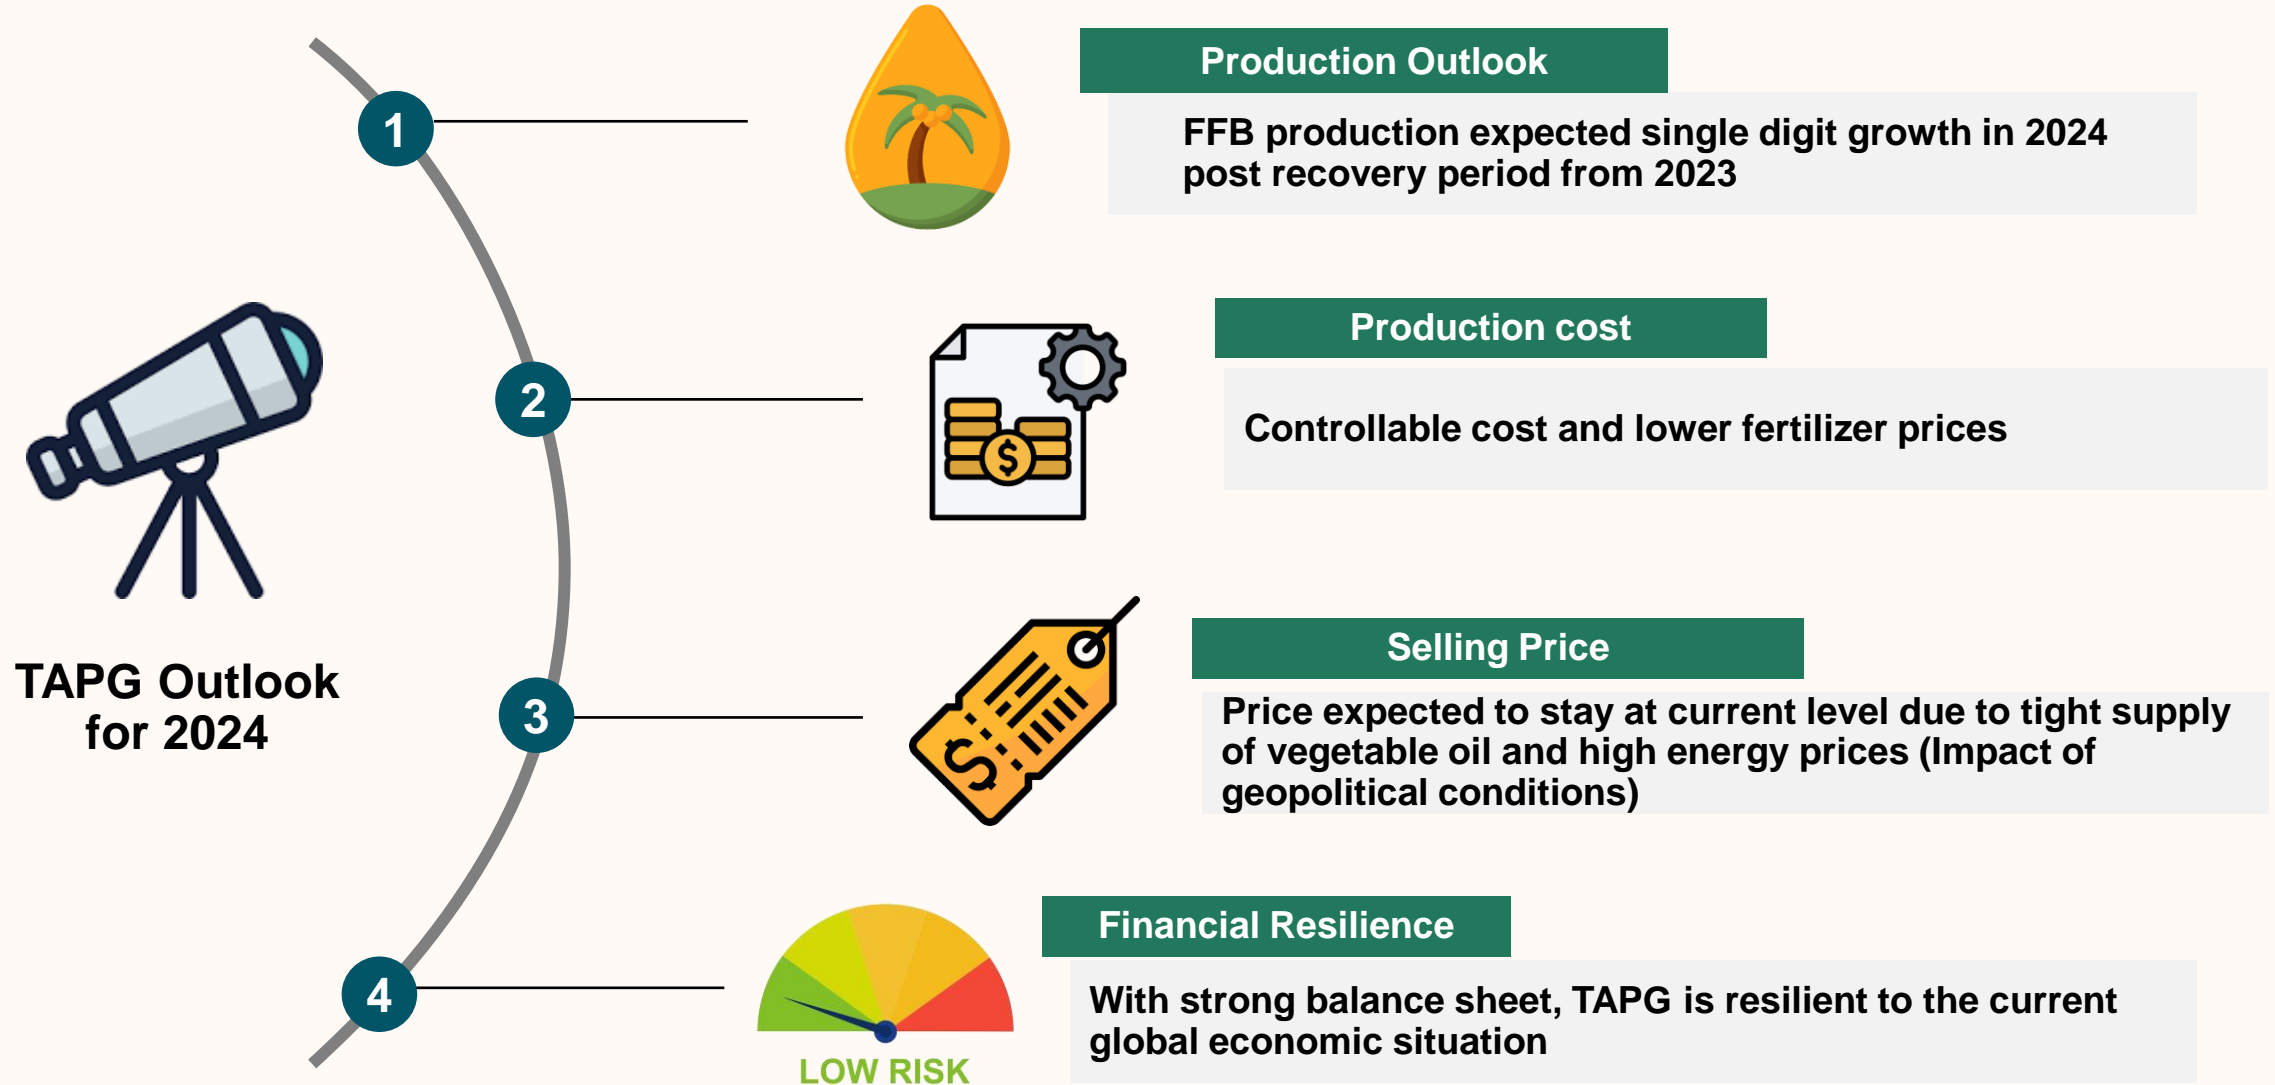 TAPG Outlook
for 2024
1
Production Outlook
FFB production expected single digit growth in 2024
post recovery period from 2023
2
$
Production cost
Controllable cost and lower fertilizer prices
3
$
Selling Price
Price expected to stay at current level due to tight supply
of vegetable oil and high energy prices (Impact of
geopolitical conditions)
4
LOW RISK
Financial Resilience
With strong balance sheet, TAPG is resilient to the current
global economic situation